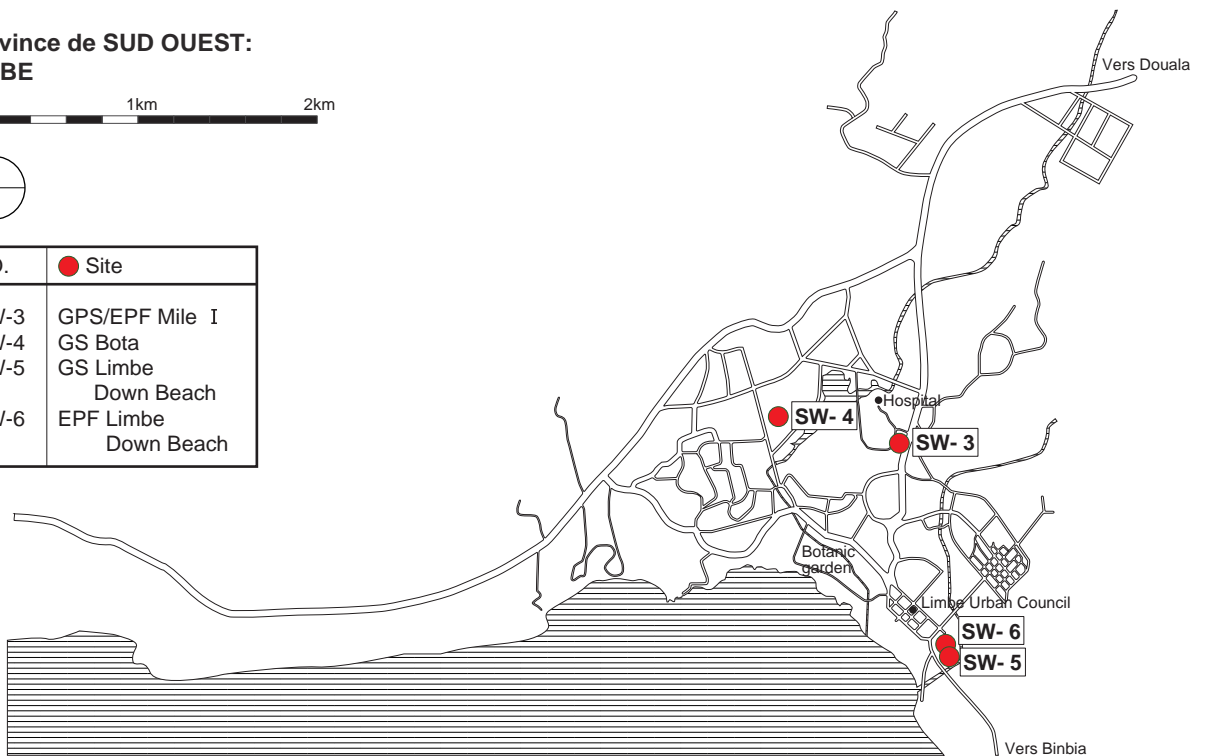 vince de SUD OUEST:
BE
1km 2km
. Site
-3 GPS/EPF Mile I
-4 GS Bota
-5 GS Limbe
Down Beach
-6 EPF Limbe
Down Beach
Vers Douala
Hospital
SW- 4
SW- 3
Botanic
garden
Limbe Urban Council
SW- 6
SW- 5
Vers Binbia